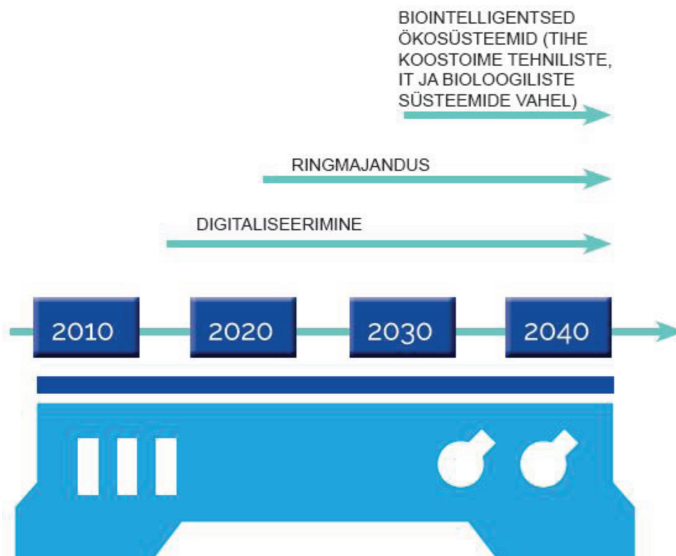 BIOINTELLIGENTSED
ÖKOSÜSTEEMID (TIHE
KOOSTOIME TEHNILISTE,
IT JA BIOLOOGILISTE
SÜSTEEMIDE VAHEL)
RINGMAJANDUS
DIGITALISEERIMINE
2010 2020 2030 2040